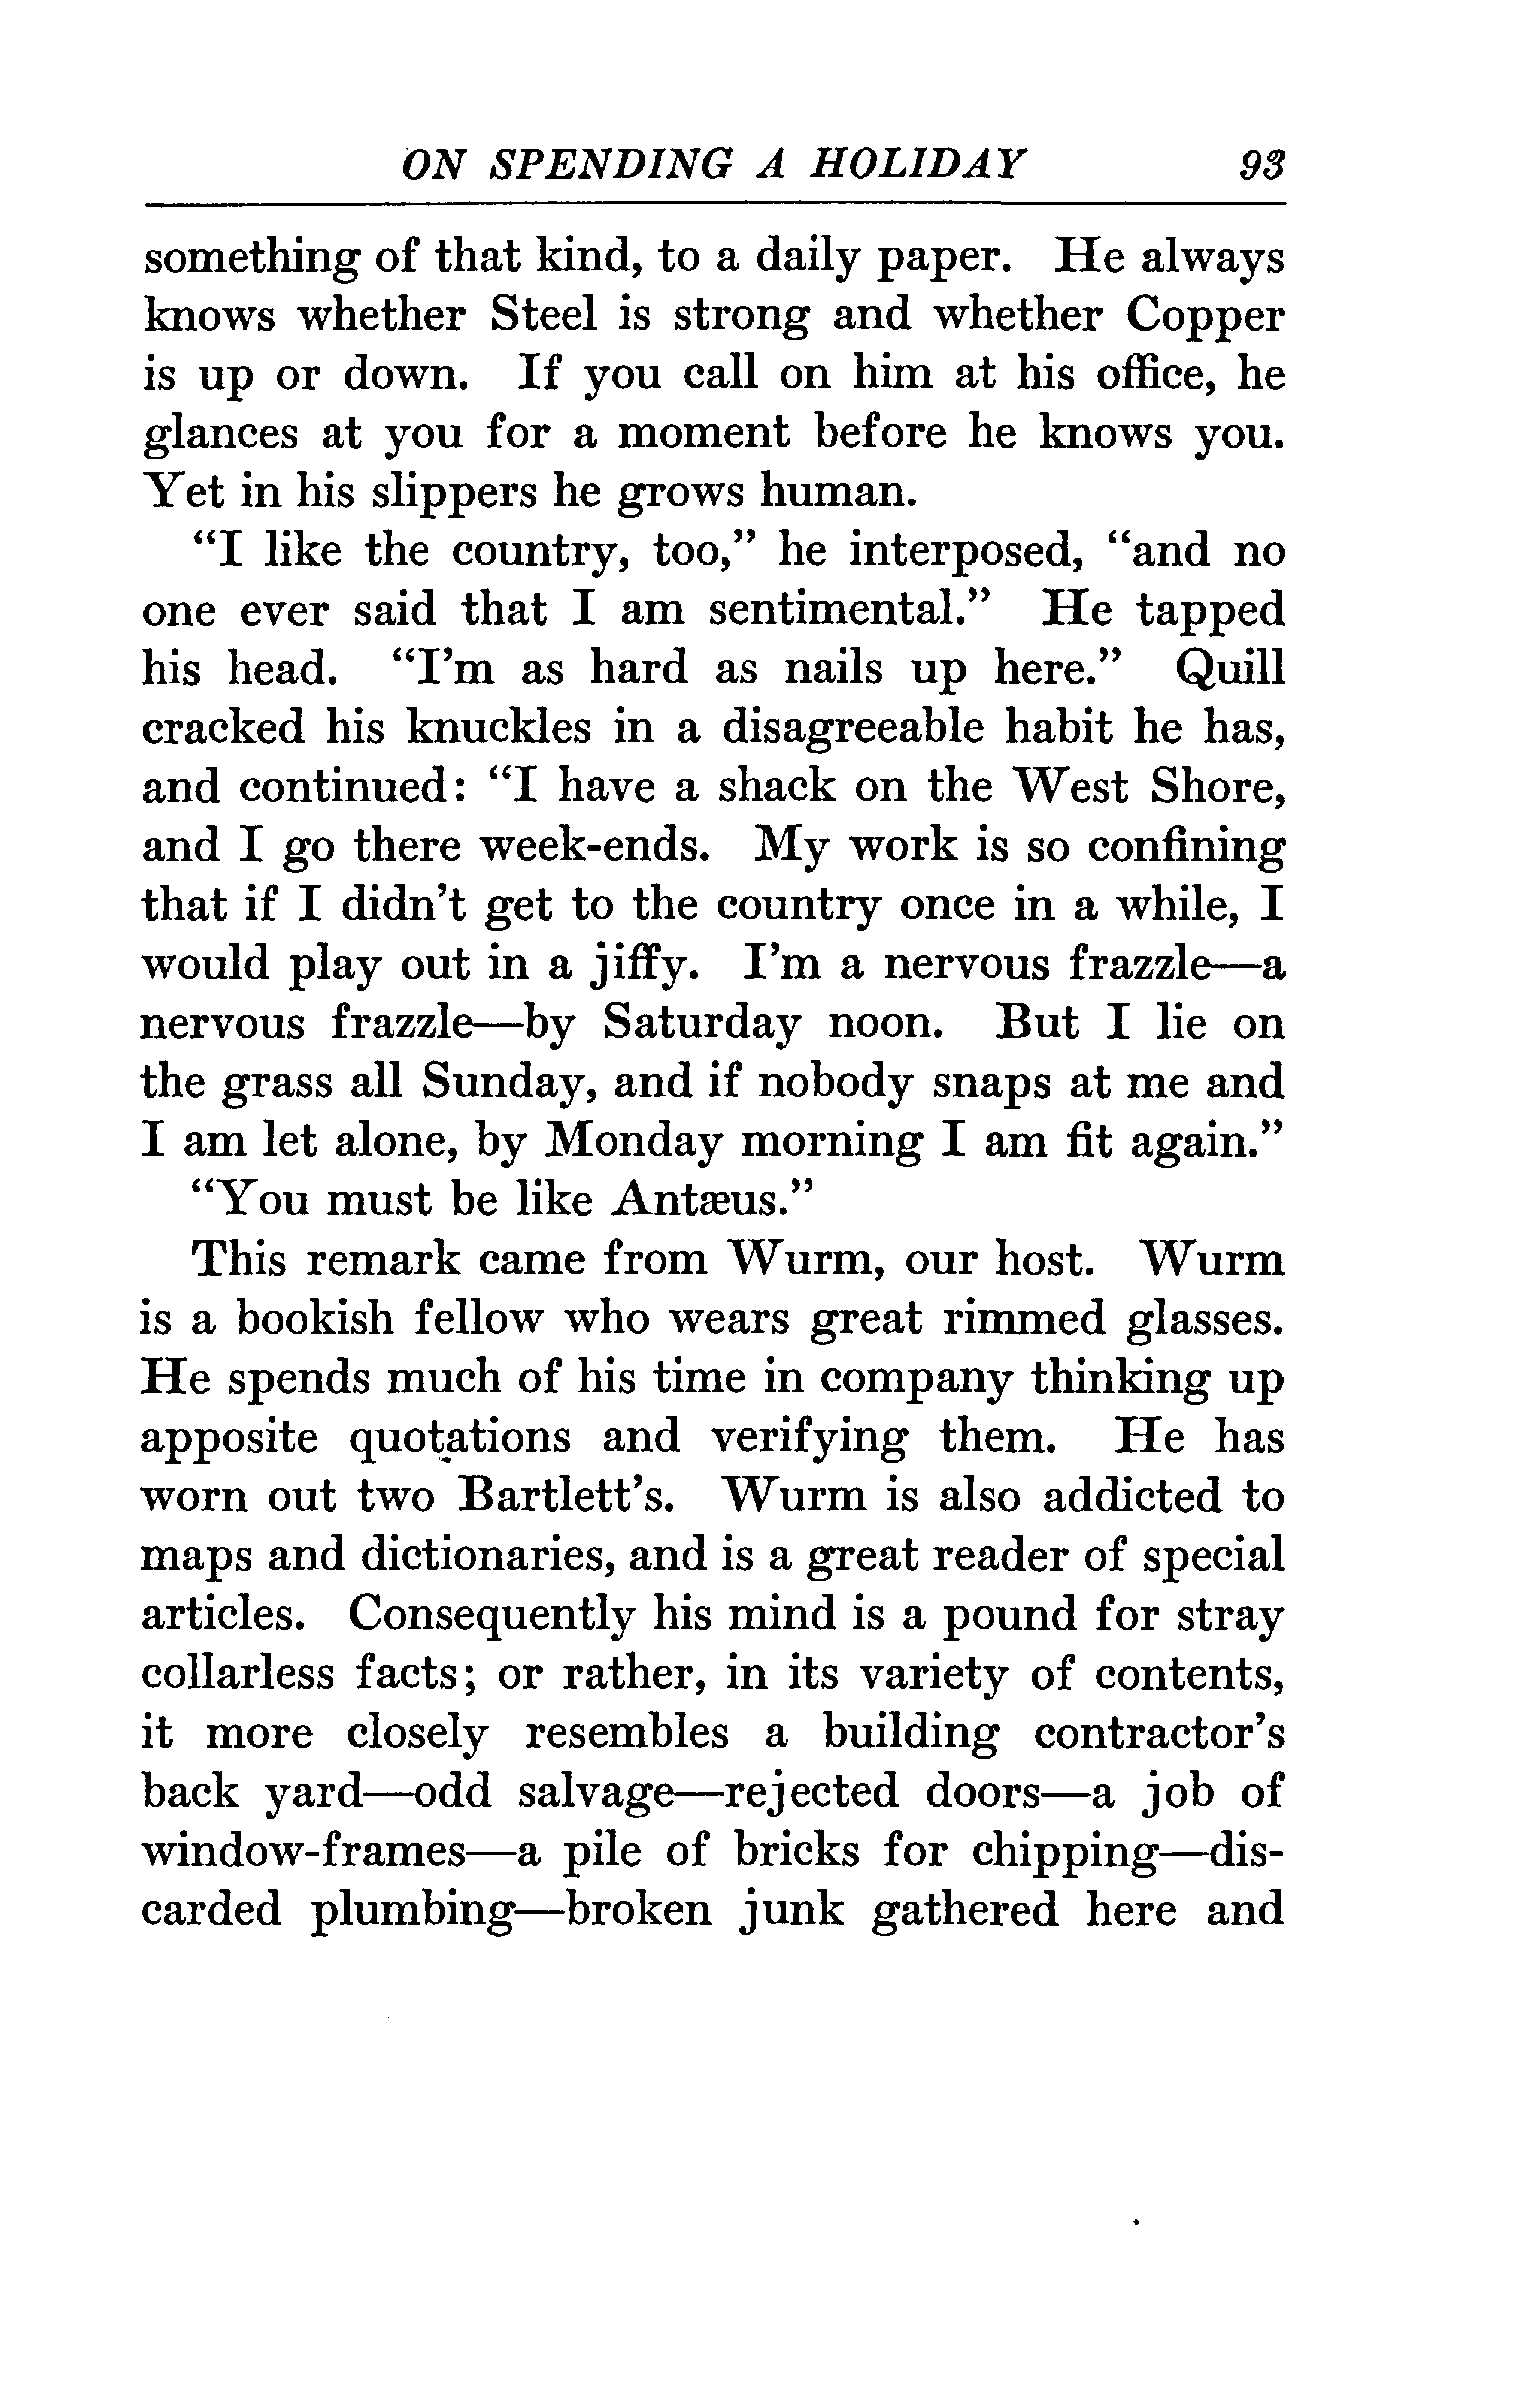 ON SPENDING A HOLIDAY 93
something of that kind, to a daily paper. He always
knows whether Steel is strong and whether Copper
is up or down. If you call on him at his office, he
glances at you for a moment before he knows you.
Yet in his slippers he grows human.
“I like the country, too,” he interposed, “and no
one ever said that I am sentimental.” He tapped
his head. “I’m as hard as nails up here.” Quill
cracked his knuckles in a disagreeable habit he has,
and continued: “I have a shack on the West Shore,
and I go there week-ends. My work is so confining
that if I didn’t get to the country once in a while, I
would play out in a jiffy. I’m a nervous frazzle—a
nervous frazzle—by Saturday noon. But I lie on
the grass all Sunday, and if nobody snaps at me and
I am let alone, by Monday morning I am fit again.”
“You must be like Antæus.”
This remark came from Wurm, our host. Wurm
is a bookish fellow who wears great rimmed glasses.
He spends much of his time in company thinking up
apposite quotations and verifying them. He has
worn out two Bartlett’s. Wurm is also addicted to
maps and dictionaries, and is a great reader of special
articles. Consequently his mind is a pound for stray
collarless facts; or rather, in its variety of contents,
it more closely resembles a building contractor’s
back yard—odd salvage—rejected doors—a job of
window-frames—a pile of bricks for chipping—dis-
carded plumbing—broken junk gathered here and